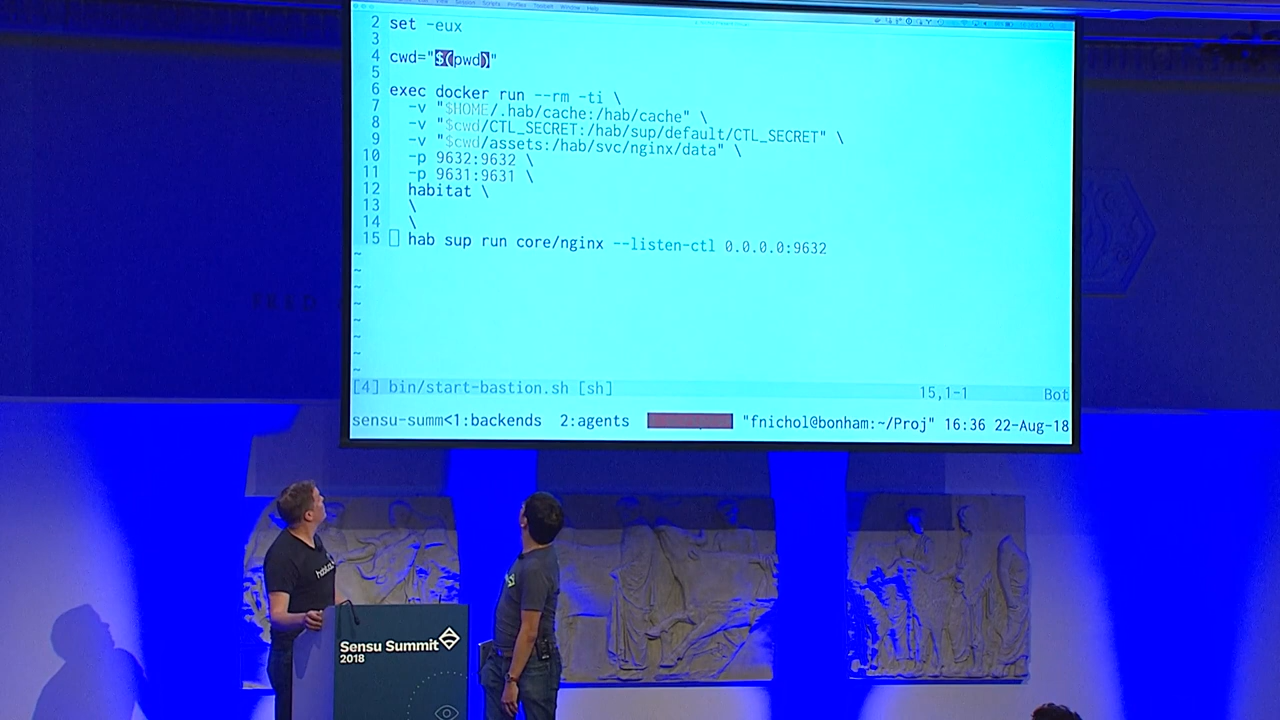 2 set -eux
3
4 cwd="$(pwd)"
5
6 exec docker run --rm -ti \
7 -v "$HOME/.hab/cache:/hab/cache" \
8 -v "$cwd/CTL_SECRET:/hab/sup/default/CTL_SECRET" \
9 -v "$cwd/assets:/hab/svc/nginx/data" \
10 -p 9632:9632 \
11 -p 9631:9631 \
12 habitat \
13 \
14 \
15 hab sup run core/nginx --listen-ctl 0.0.0.0:9632
~
~
~
~
~
~
~
~
[4] bin/start-bastion.sh [sh] 15,1-1 Bot
sensu-summ<1:backends 2:agents "fnichol@bonham:~/Proj" 16:36 22-Aug-18
Sensu Summit
2018